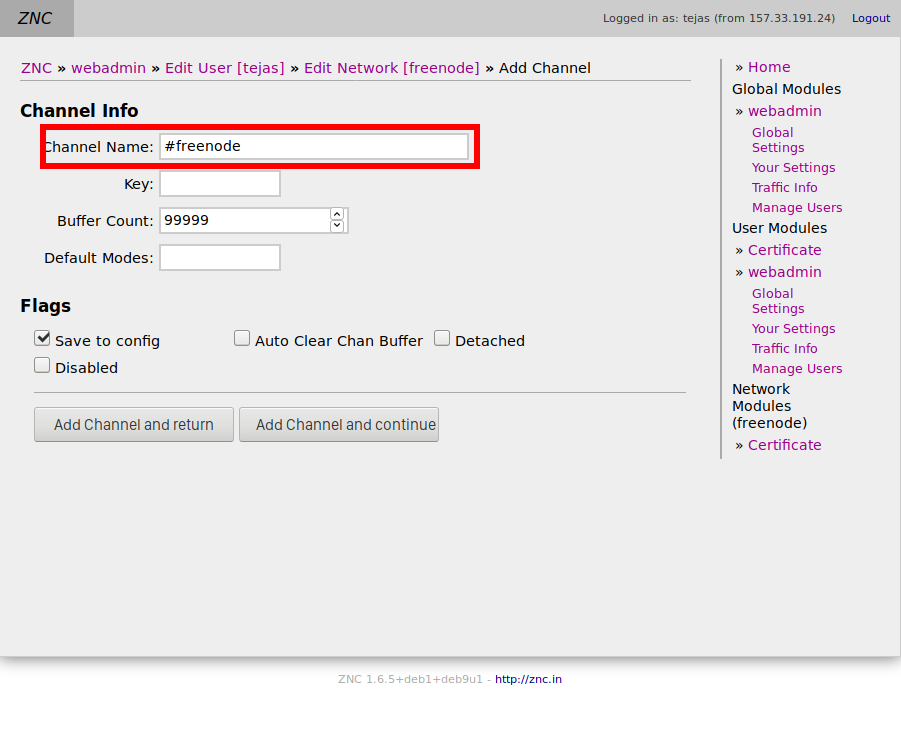 ZNC
Logged in as: tejas (from 157.33.191.24) Logout
ZNC » webadmin » Edit User [tejas] » Edit Network [freenode] » Add Channel
Channel Info
Channel Name: #freenode
Key:
Buffer Count: 99999
Default Modes:
Flags
Save to config Auto Clear Chan Buffer Detached
Disabled
Add Channel and return Add Channel and continue
» Home
Global Modules
» webadmin
Global
Settings
Your Settings
Traffic Info
Manage Users
User Modules
» Certificate
» webadmin
Global
Settings
Your Settings
Traffic Info
Manage Users
Network
Modules
(freenode)
» Certificate
ZNC 1.6.5+deb1+deb9u1 - http://znc.in